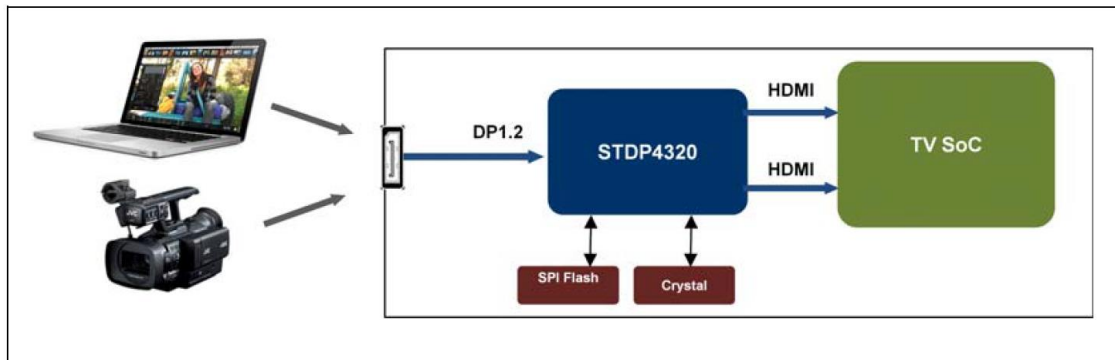 HDMI
DP1.2
STDP4320
TV SoC
HDMI
SPI Flash
Crystal